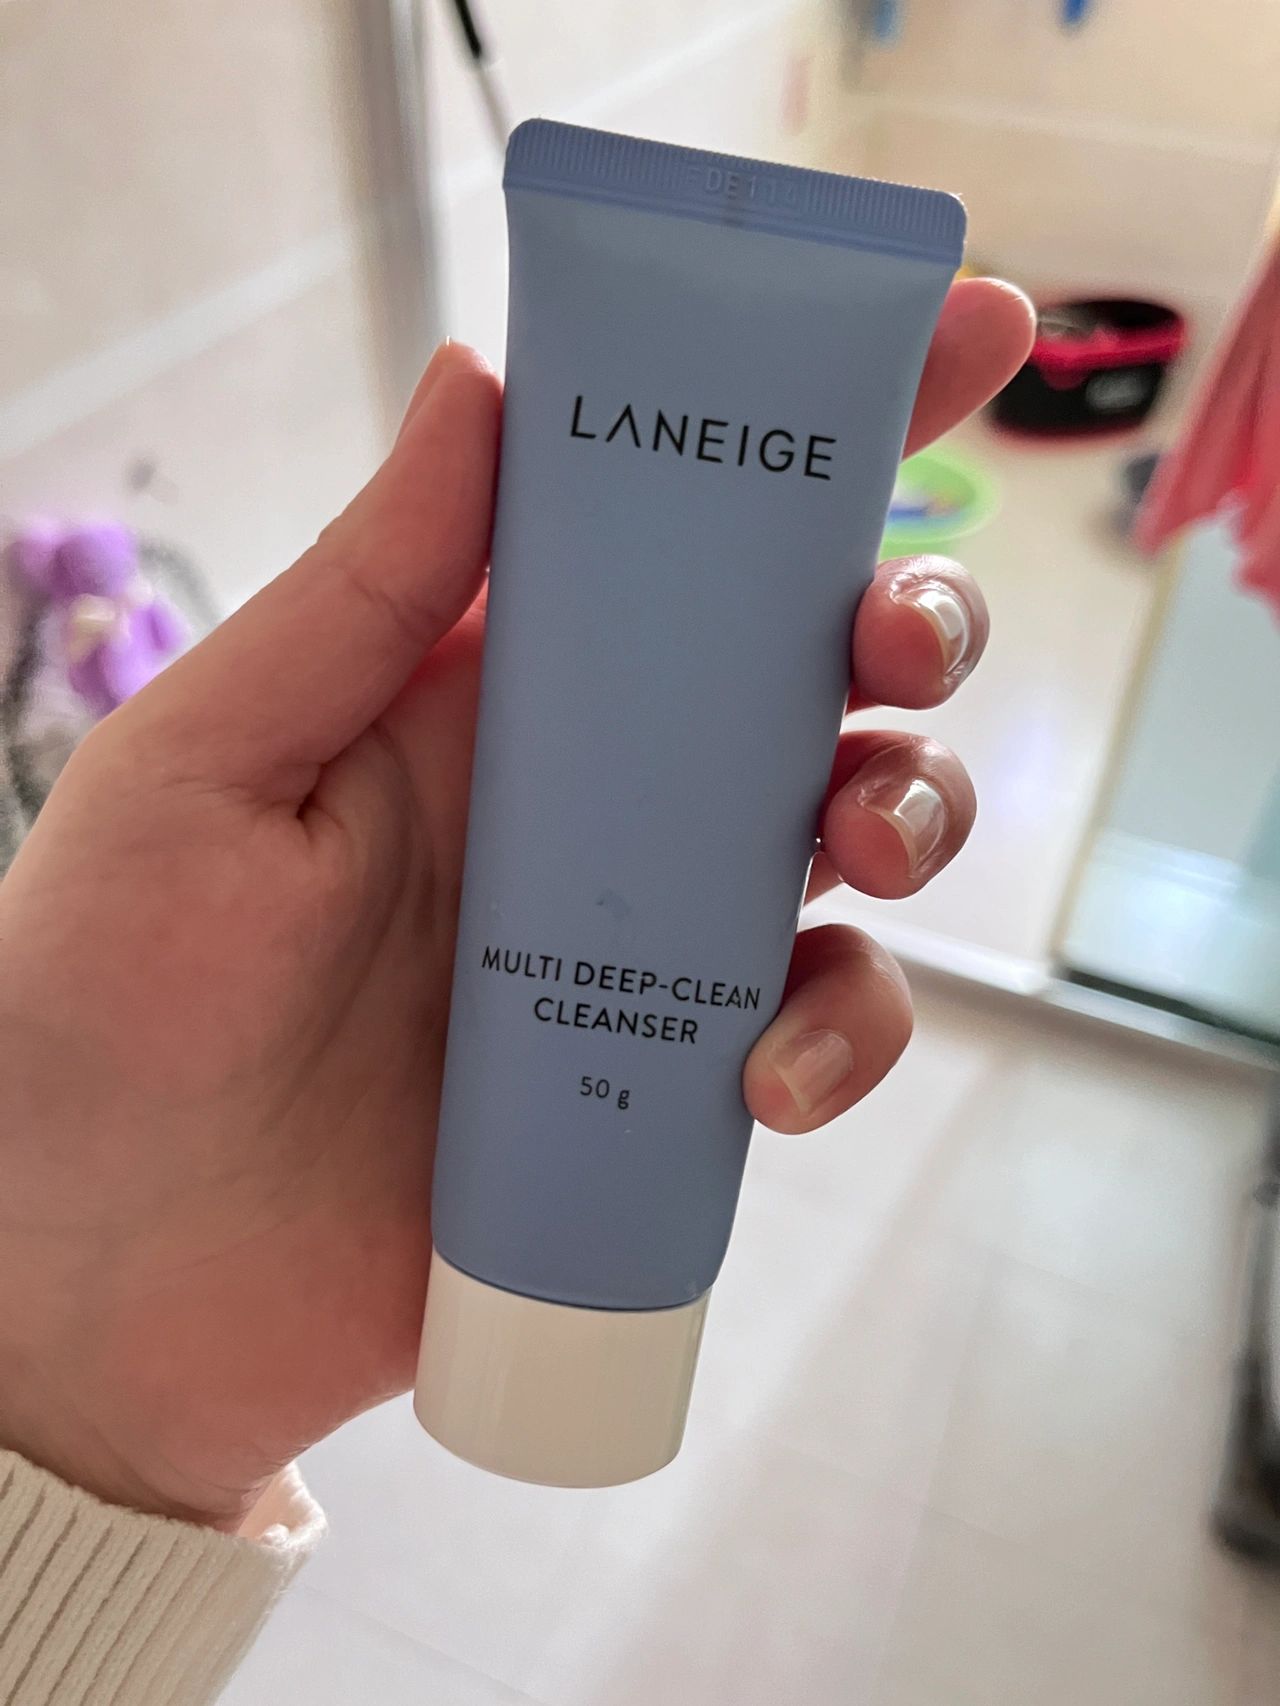 LANEIGE
MULTI DEEP-CLEAN
CLEANSER
50 g